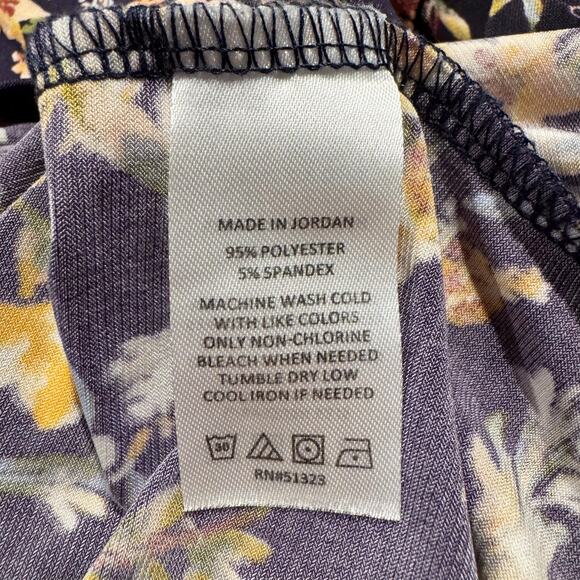 MADE IN JORDAN
95% POLYESTER
5% SPANDEX
MACHINE WASH COLD
WITH LIKE COLORS
ONLY NON-CHLORINE
BLEACH WHEN NEEDED
TUMBLE DRY LOW
COOL IRON IF NEEDED
30
RN#51323